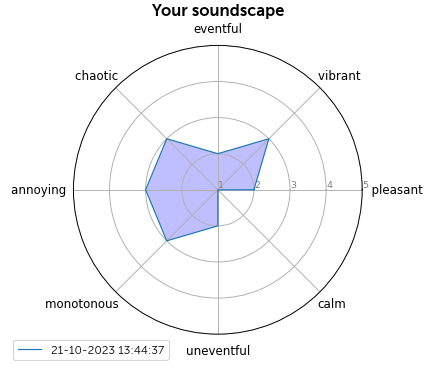 Your soundscape
eventful
chaotic
vibrant
annoying
1 2 3 4 5
pleasant
monotonous
calm
21-10-2023 13:44:37
uneventful